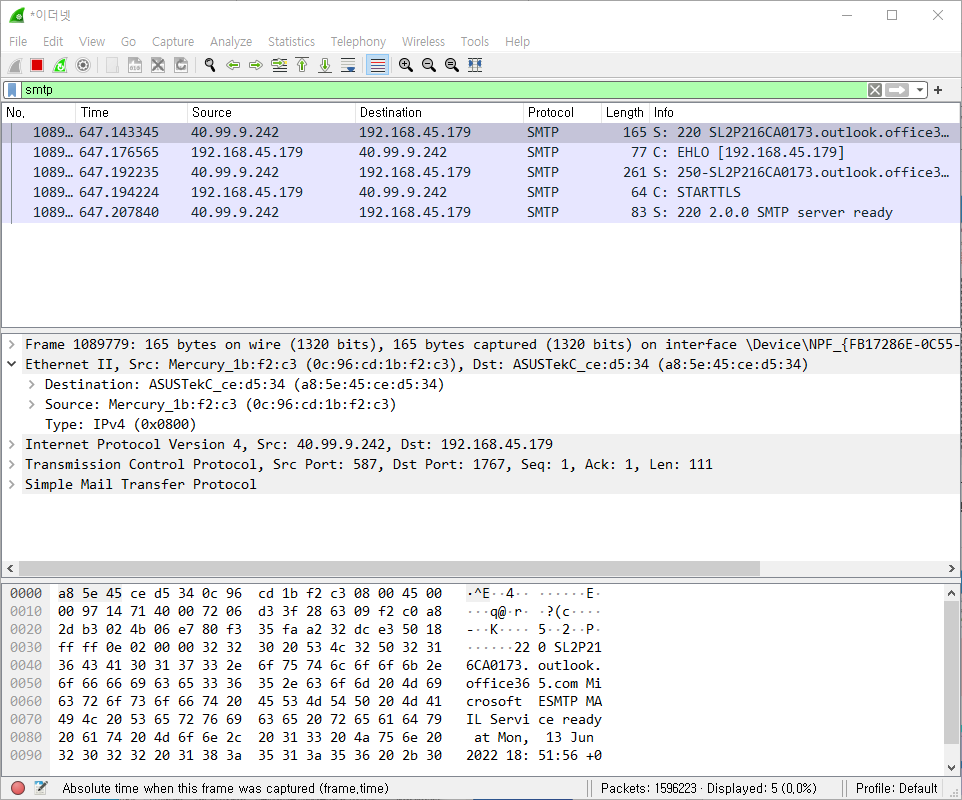 *이더넷
File Edit View Go Capture Analyze Statistics Telephony Wireless Tools Help
smtp
No. Time Source Destination Protocol Length Info
1089… 647.143345 40.99.9.242 192.168.45.179 SMTP 165 S: 220 SL2P216CA0173.outlook.office3…
1089… 647.176565 192.168.45.179 40.99.9.242 SMTP 77 C: EHLO [192.168.45.179]
1089… 647.192235 40.99.9.242 192.168.45.179 SMTP 261 S: 250-SL2P216CA0173.outlook.office3…
1089… 647.194224 192.168.45.179 40.99.9.242 SMTP 64 C: STARTTLS
1089… 647.207840 40.99.9.242 192.168.45.179 SMTP 83 S: 220 2.0.0 SMTP server ready
Frame 1089779: 165 bytes on wire (1320 bits), 165 bytes captured (1320 bits) on interface \Device\NPF_{FB17286E-0C55-
Ethernet II, Src: Mercury_1b:f2:c3 (0c:96:cd:1b:f2:c3), Dst: ASUSTekC_ce:d5:34 (a8:5e:45:ce:d5:34)
Destination: ASUSTekC_ce:d5:34 (a8:5e:45:ce:d5:34)
Source: Mercury_1b:f2:c3 (0c:96:cd:1b:f2:c3)
Type: IPv4 (0x0800)
Internet Protocol Version 4, Src: 40.99.9.242, Dst: 192.168.45.179
Transmission Control Protocol, Src Port: 587, Dst Port: 1767, Seq: 1, Ack: 1, Len: 111
Simple Mail Transfer Protocol
0000 a8 5e 45 ce d5 34 0c 96 cd 1b f2 c3 08 00 45 00 ·^E··4·· ······E·
0010 00 97 14 71 40 00 72 06 d3 3f 28 63 09 f2 c0 a8 ···q@·r· ·?(c····
0020 2d b3 02 4b 06 e7 80 f3 35 fa a2 32 dc e3 50 18 -··K···· 5··2··P·
0030 ff ff 0e 02 00 00 32 32 30 20 53 4c 32 50 32 31 ······22 0 SL2P21
0040 36 43 41 30 31 37 33 2e 6f 75 74 6c 6f 6f 6b 2e 6CA0173. outlook.
0050 6f 66 66 69 63 65 33 36 35 2e 63 6f 6d 20 4d 69 office36 5.com Mi
0060 63 72 6f 73 6f 66 74 20 45 53 4d 54 50 20 4d 41 crosoft  ESMTP MA
0070 49 4c 20 53 65 72 76 69 63 65 20 72 65 61 64 79 IL Servi ce ready
0080 20 61 74 20 4d 6f 6e 2c 20 31 33 20 4a 75 6e 20 at Mon,  13 Jun
0090 32 30 32 32 20 31 38 3a 35 31 3a 35 36 20 2b 30 2022 18: 51:56 +0
Absolute time when this frame was captured (frame,time) Packets: 1596223 · Displayed: 5 (0,0%) Profile: Default